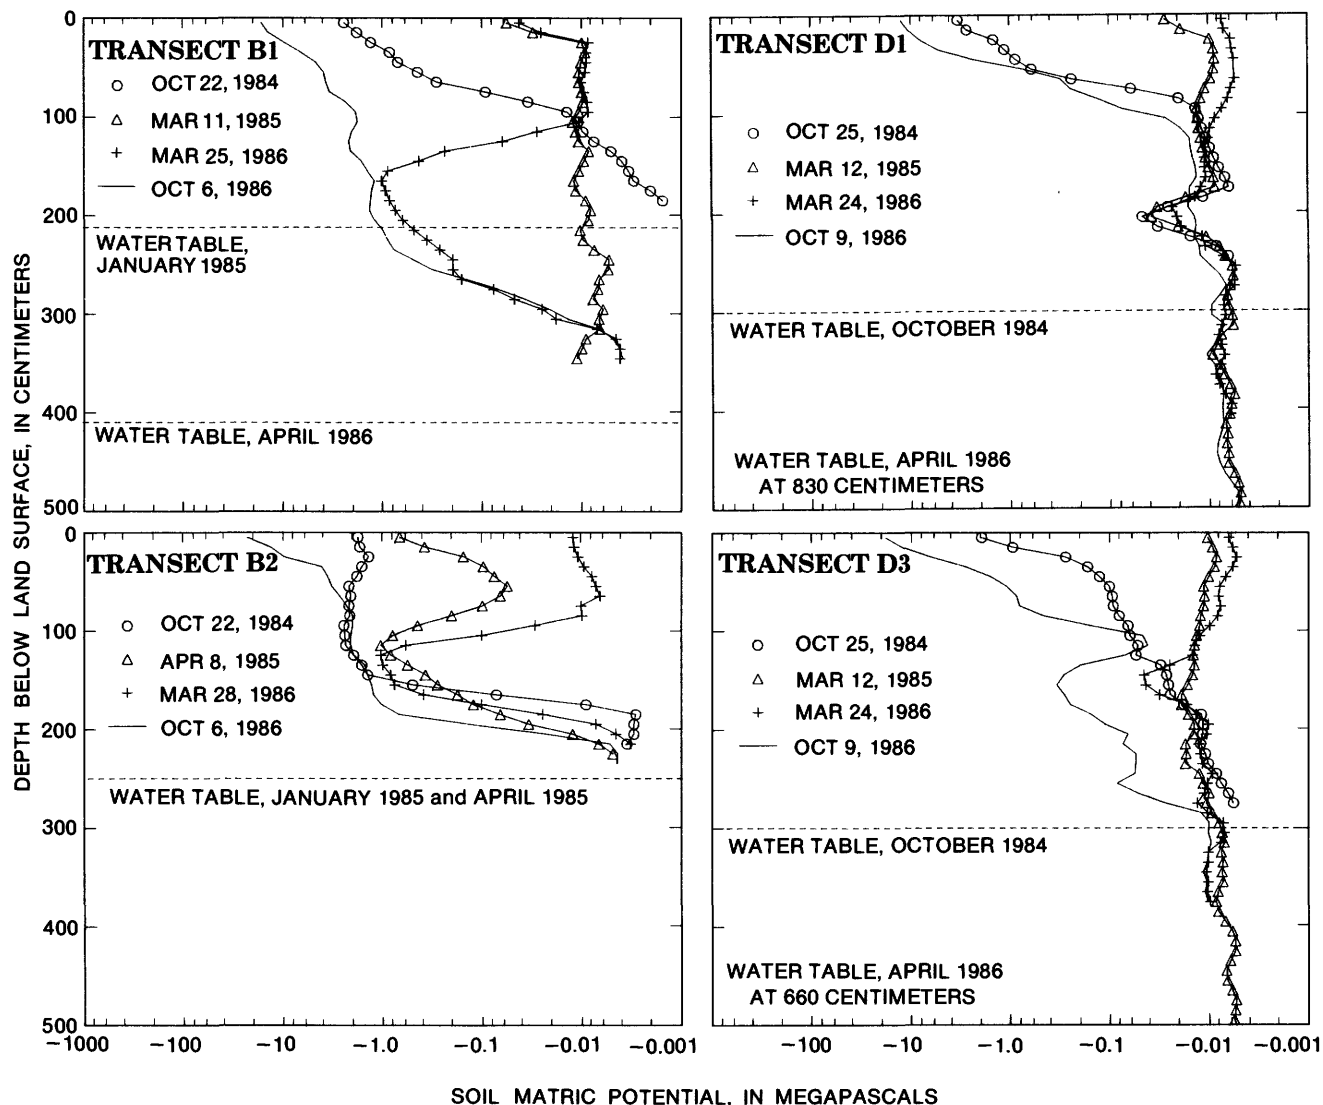 DEPTH BELOW LAND SURFACE, IN CENTIMETERS
0
100
200
300
400
500
TRANSECT B1
OCT 22, 1984
MAR 11, 1985
MAR 25, 1986
OCT 6, 1986
WATER TABLE,
JANUARY 1985
WATER TABLE, APRIL 1986
TRANSECT D1
OCT 25, 1984
MAR 12, 1985
MAR 24, 1986
OCT 9, 1986
WATER TABLE, OCTOBER 1984
WATER TABLE, APRIL 1986
AT 830 CENTIMETERS
0
100
200
300
400
500
TRANSECT B2
OCT 22, 1984
APR 8, 1985
MAR 28, 1986
OCT 6, 1986
WATER TABLE, JANUARY 1985 and APRIL 1985
TRANSECT D3
OCT 25, 1984
MAR 12, 1985
MAR 24, 1986
OCT 9, 1986
WATER TABLE, OCTOBER 1984
WATER TABLE, APRIL 1986
AT 660 CENTIMETERS
−1000 −100 −10 −1.0 −0.1 −0.01 −0.001
−100 −10 −1.0 −0.1 −0.01 −0.001
SOIL MATRIC POTENTIAL, IN MEGAPASCALS